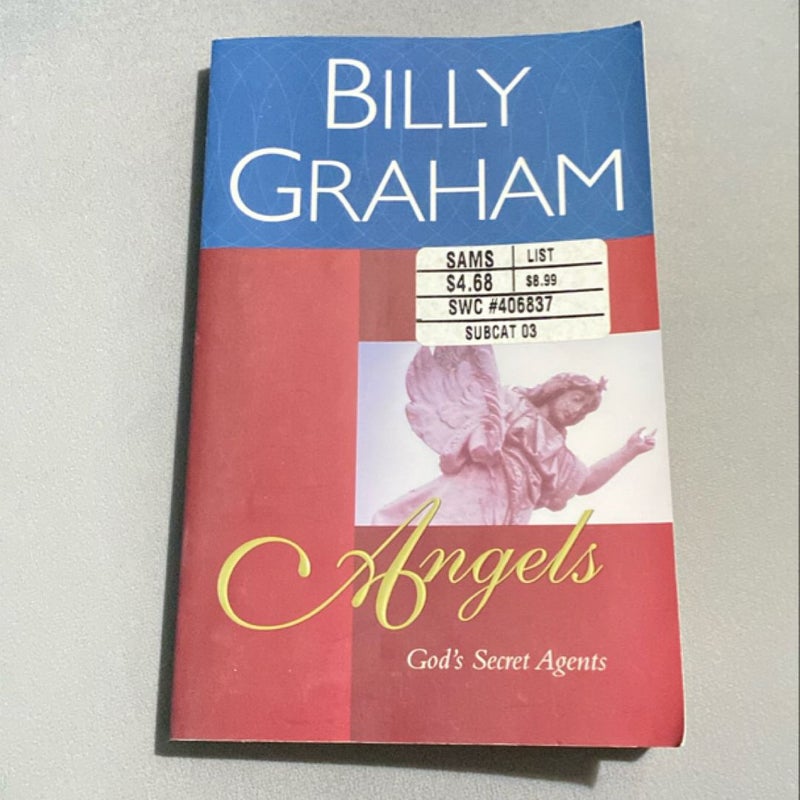 BILLY
GRAHAM
SAMS LIST
$4.68 $8.99
SWC #406837
SUBCAT 03
Angels
God's Secret Agents